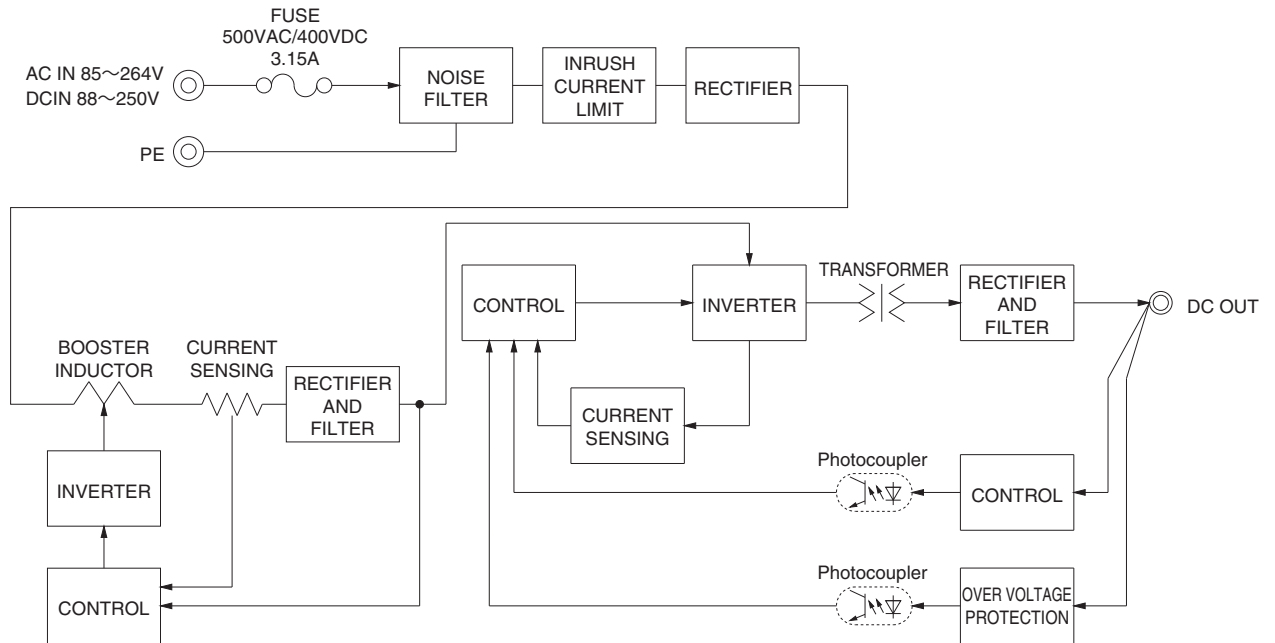 FUSE
500VAC/400VDC
3.15A
AC IN 85～264V
DCIN 88～250V
PE
NOISE
FILTER
INRUSH
CURRENT
LIMIT
RECTIFIER
BOOSTER
INDUCTOR
CURRENT
SENSING
RECTIFIER
AND
FILTER
INVERTER
CONTROL
CONTROL
INVERTER
TRANSFORMER
RECTIFIER
AND
FILTER
DC OUT
CURRENT
SENSING
Photocoupler
CONTROL
Photocoupler
OVER VOLTAGE
PROTECTION